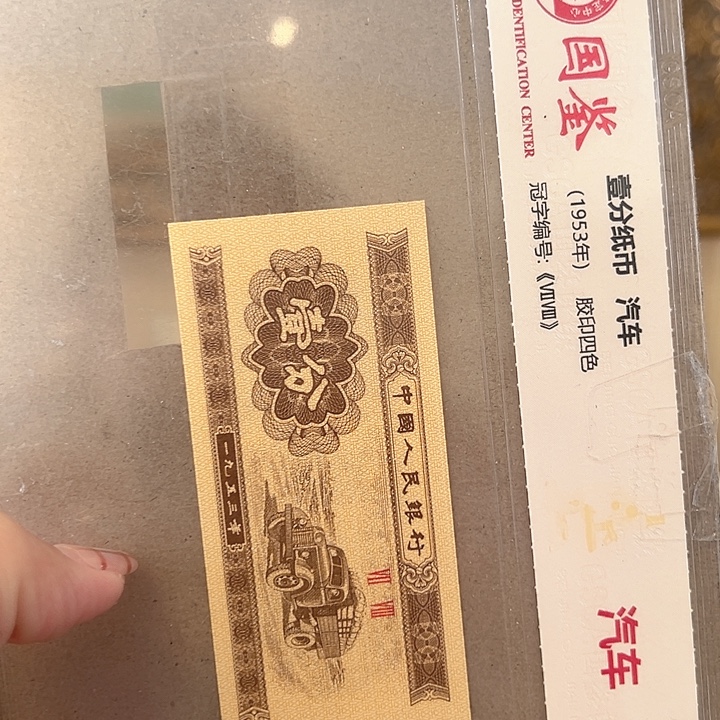 国鉴
DENTIFICATION CENTER
壹分纸币 汽车
(1953年) 胶印四色
冠字编号:《ⅦⅧ》
汽车
中國人民銀行
Ⅶ Ⅷ
壹分
一九五三年